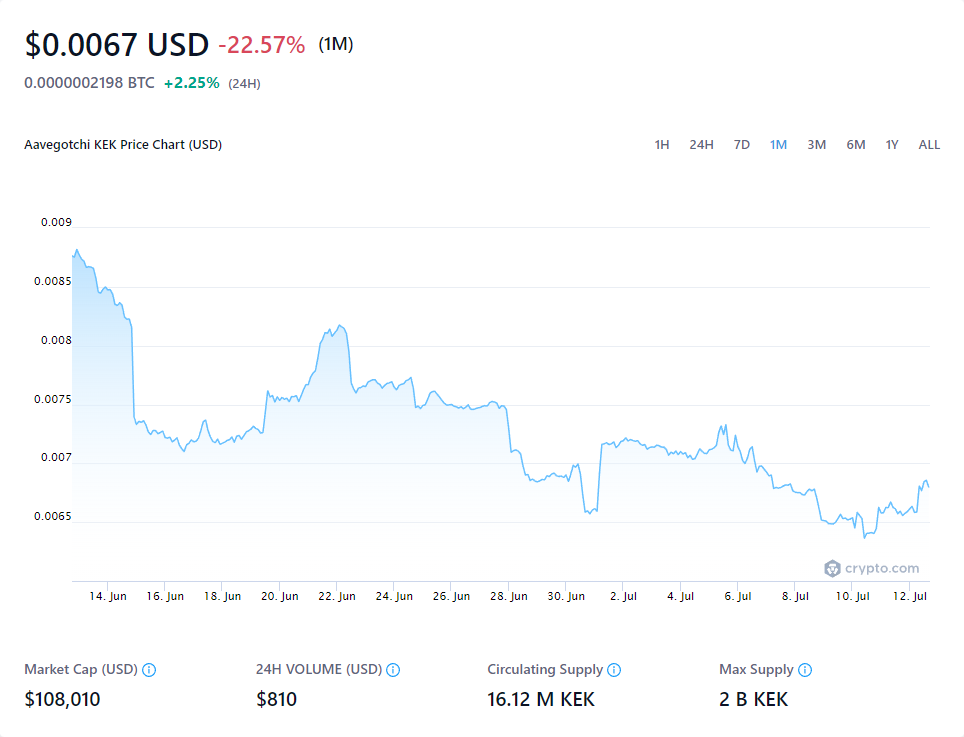 $0.0067 USD -22.57% (1M)
0.0000002198 BTC +2.25% (24H)
Aavegotchi KEK Price Chart (USD) 1H 24H 7D 1M 3M 6M 1Y ALL
0.009
0.0085
0.008
0.0075
0.007
0.0065
crypto.com
14. Jun 16. Jun 18. Jun 20. Jun 22. Jun 24. Jun 26. Jun 28. Jun 30. Jun 2. Jul 4. Jul 6. Jul 8. Jul 10. Jul 12. Jul
Market Cap (USD) 24H VOLUME (USD) Circulating Supply Max Supply
$108,010 $810 16.12 M KEK 2 B KEK